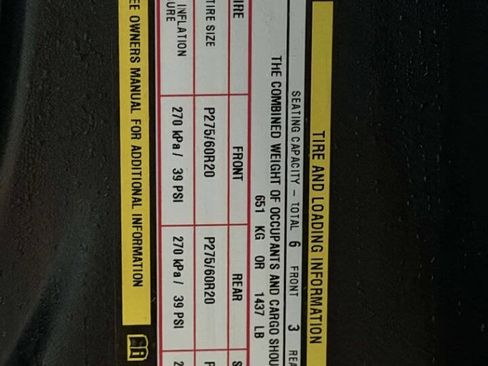 TIRE AND LOADING INFORMATION
SEATING CAPACITY - TOTAL 6 FRONT 3
THE COMBINED WEIGHT OF OCCUPANTS AND CARGO
651 KG OR 1437 LB
FRONT REAR
SIZE P275/60R20 P275/60R20
INFLATION 270 kPa / 39 PSI 270 kPa / 39 PSI
OWNERS MANUAL FOR ADDITIONAL INFORMATION